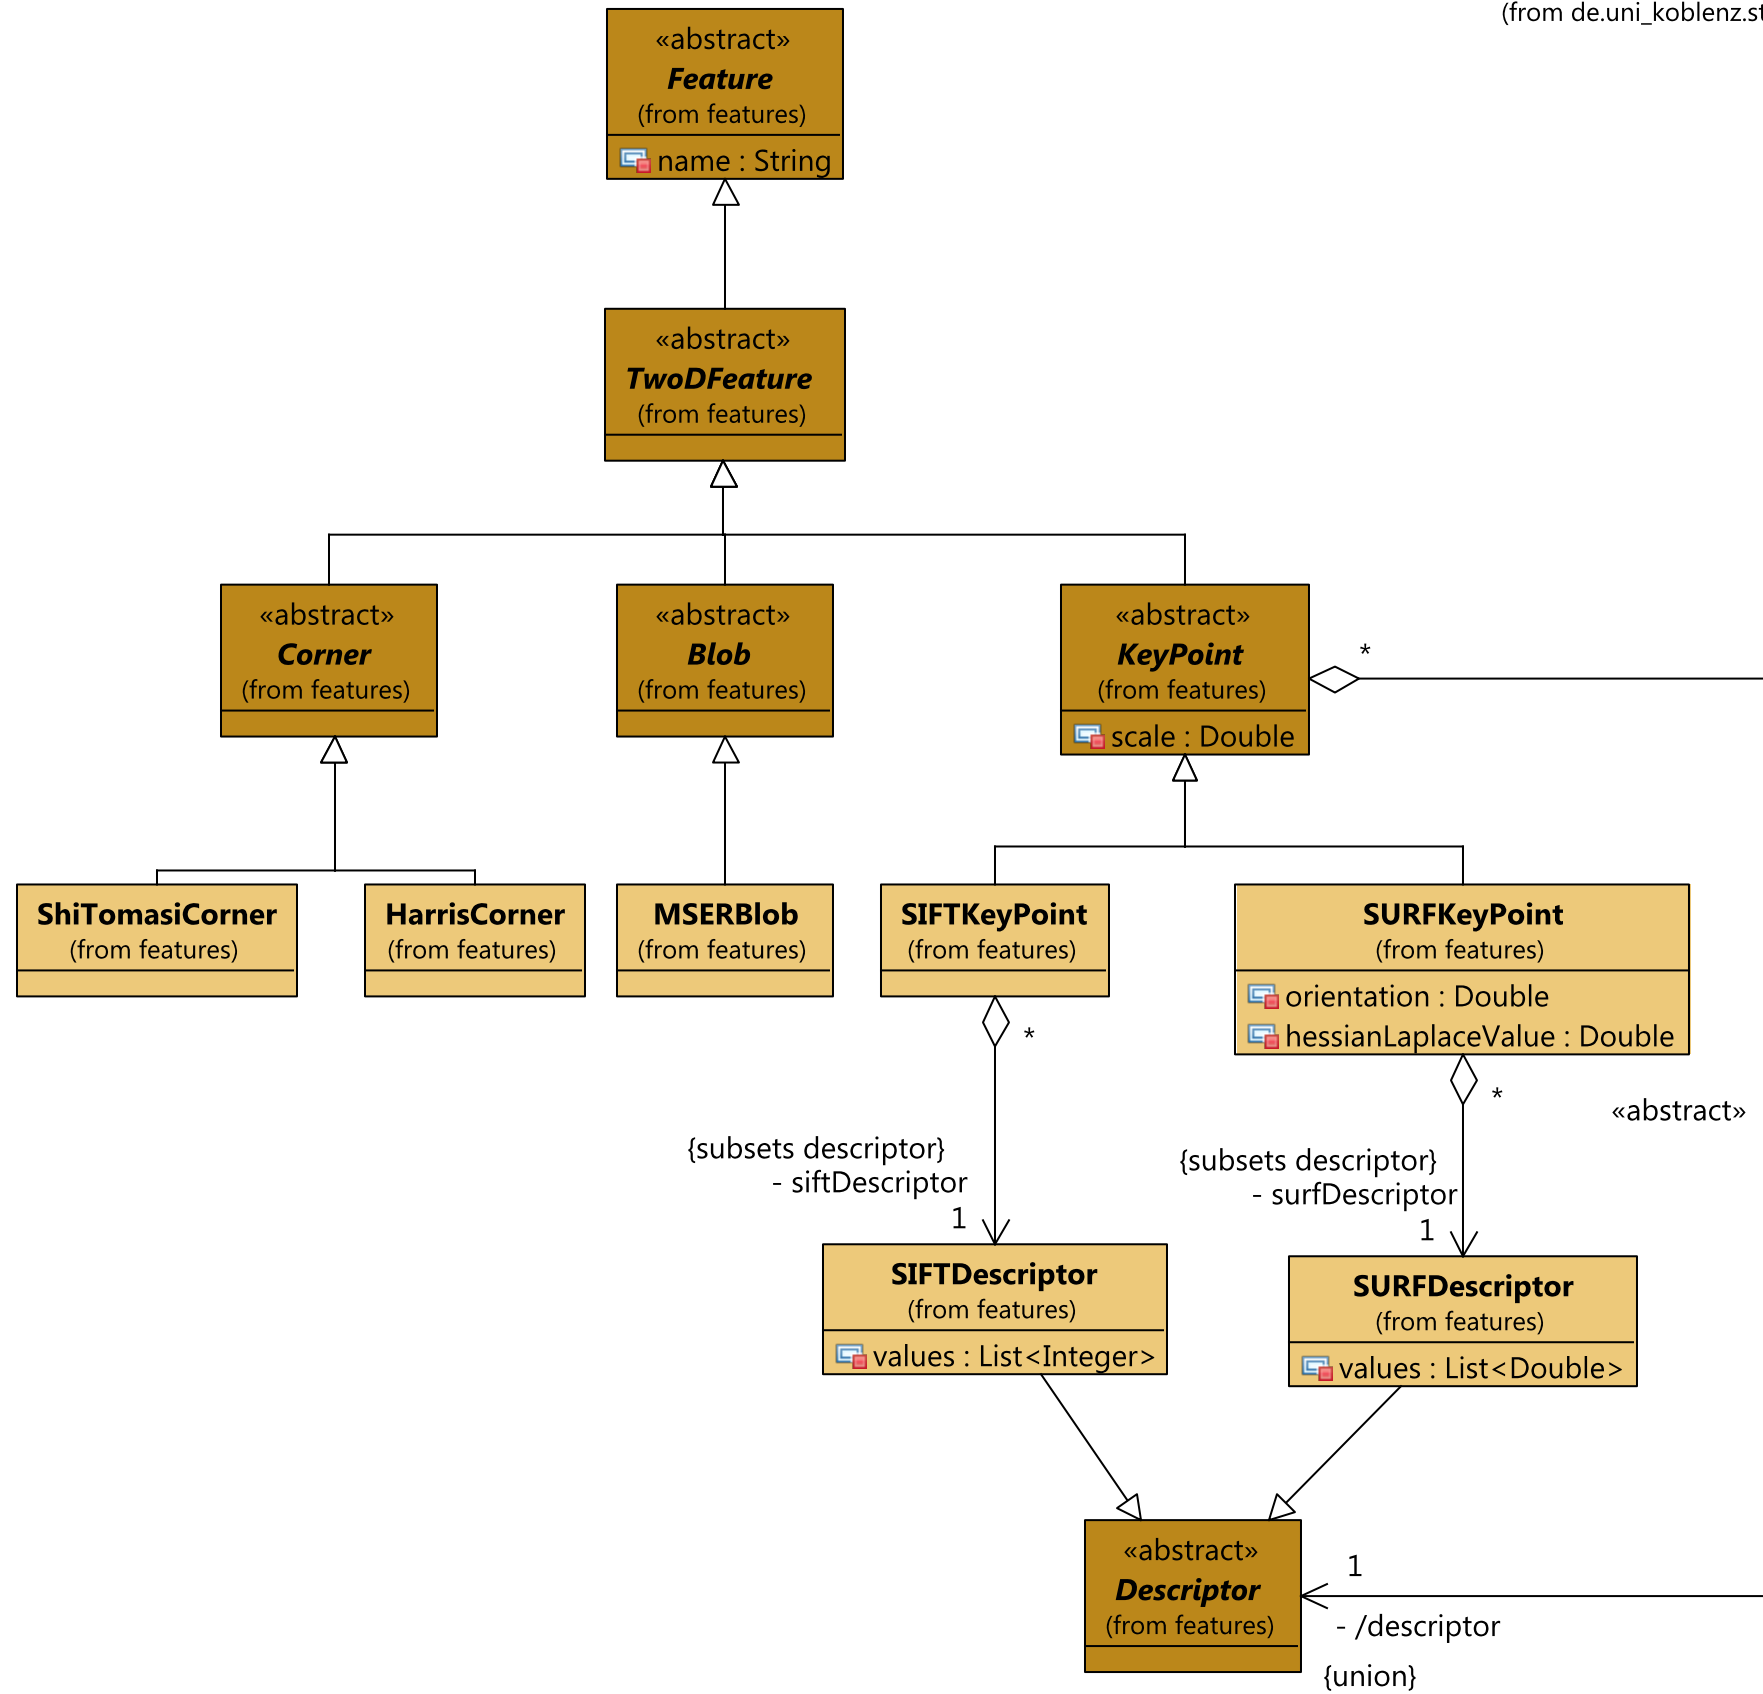 (from de.uni_koblenz.st
«abstract»
Feature
(from features)
name : String
«abstract»
TwoDFeature
(from features)
«abstract»
Corner
(from features)
«abstract»
Blob
(from features)
«abstract»
KeyPoint
(from features)
scale : Double
*
ShiTomasiCorner
(from features)
HarrisCorner
(from features)
MSERBlob
(from features)
SIFTKeyPoint
(from features)
SURFKeyPoint
(from features)
orientation : Double
hessianLaplaceValue : Double
*
*
«abstract»
{subsets descriptor}
- siftDescriptor
1
{subsets descriptor}
- surfDescriptor
1
SIFTDescriptor
(from features)
values : List<Integer>
SURFDescriptor
(from features)
values : List<Double>
«abstract»
Descriptor
(from features)
1
- /descriptor
{union}